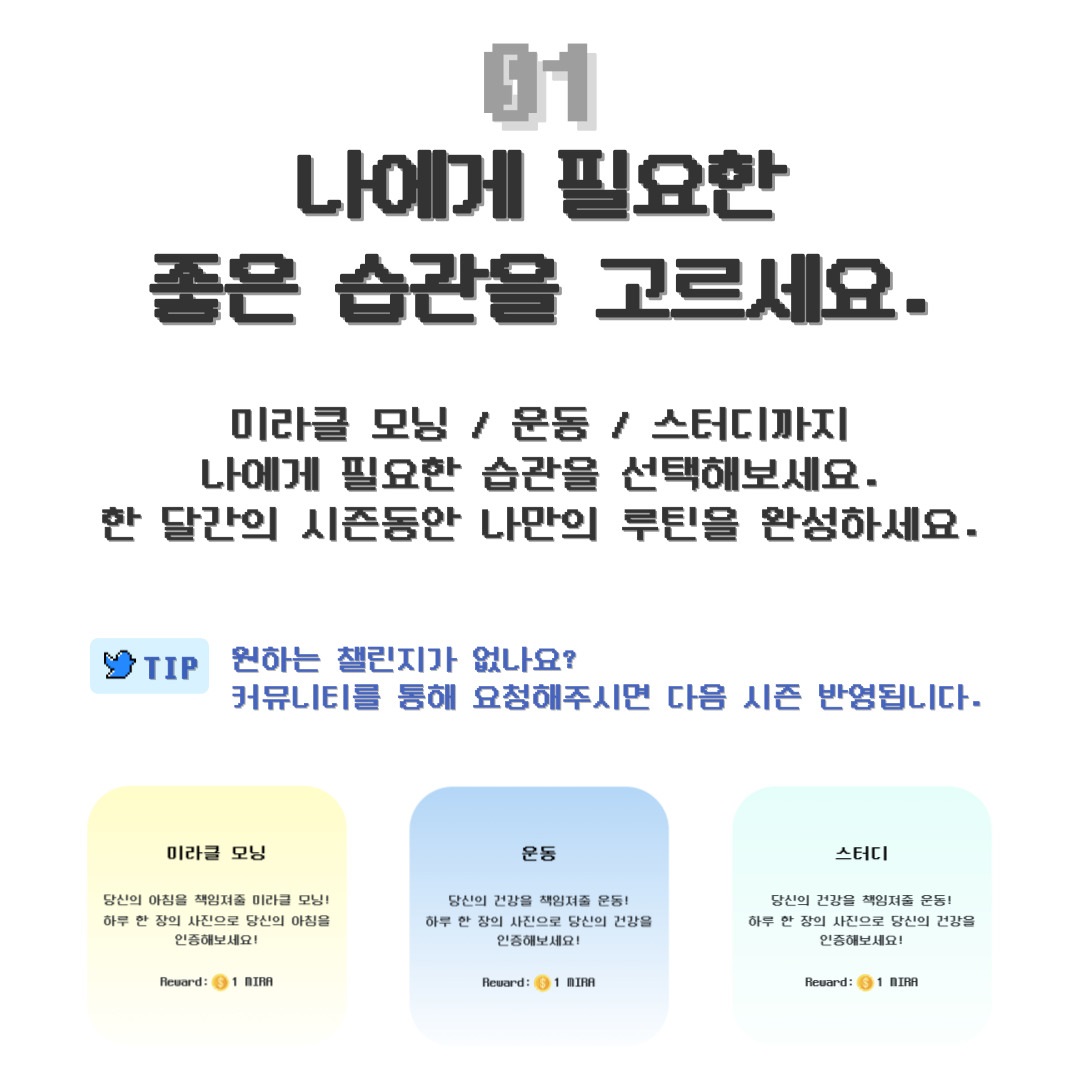 01
나에게 필요한
좋은 습관을 고르세요.
미라클 모닝 / 운동 / 스터디까지
나에게 필요한 습관을 선택해보세요.
한 달간의 시즌동안 나만의 루틴을 완성하세요.
TIP
원하는 챌린지가 없나요?
커뮤니티를 통해 요청해주시면 다음 시즌 반영됩니다.
미라클 모닝
당신의 아침을 책임져줄 미라클 모닝!
하루 한 장의 사진으로 당신의 아침을
인증해보세요!
Reward: 1 MIRA
운동
당신의 건강을 책임져줄 운동!
하루 한 장의 사진으로 당신의 건강을
인증해보세요!
Reward: 1 MIRA
스터디
당신의 건강을 책임져줄 운동!
하루 한 장의 사진으로 당신의 건강을
인증해보세요!
Reward: 1 MIRA